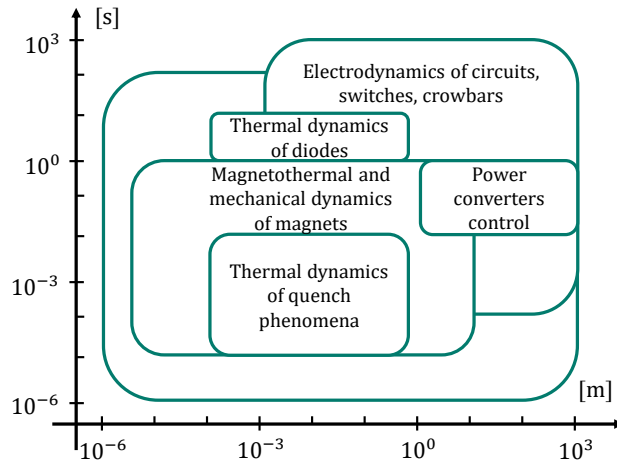 [s]
10³
Electrodynamics of circuits,
switches, crowbars
Thermal dynamics
of diodes
10⁰
Magnetothermal and
mechanical dynamics
of magnets
Power
converters
control
Thermal dynamics
of quench
phenomena
10⁻³
10⁻⁶
[m]
10⁻⁶
10⁻³
10⁰
10³